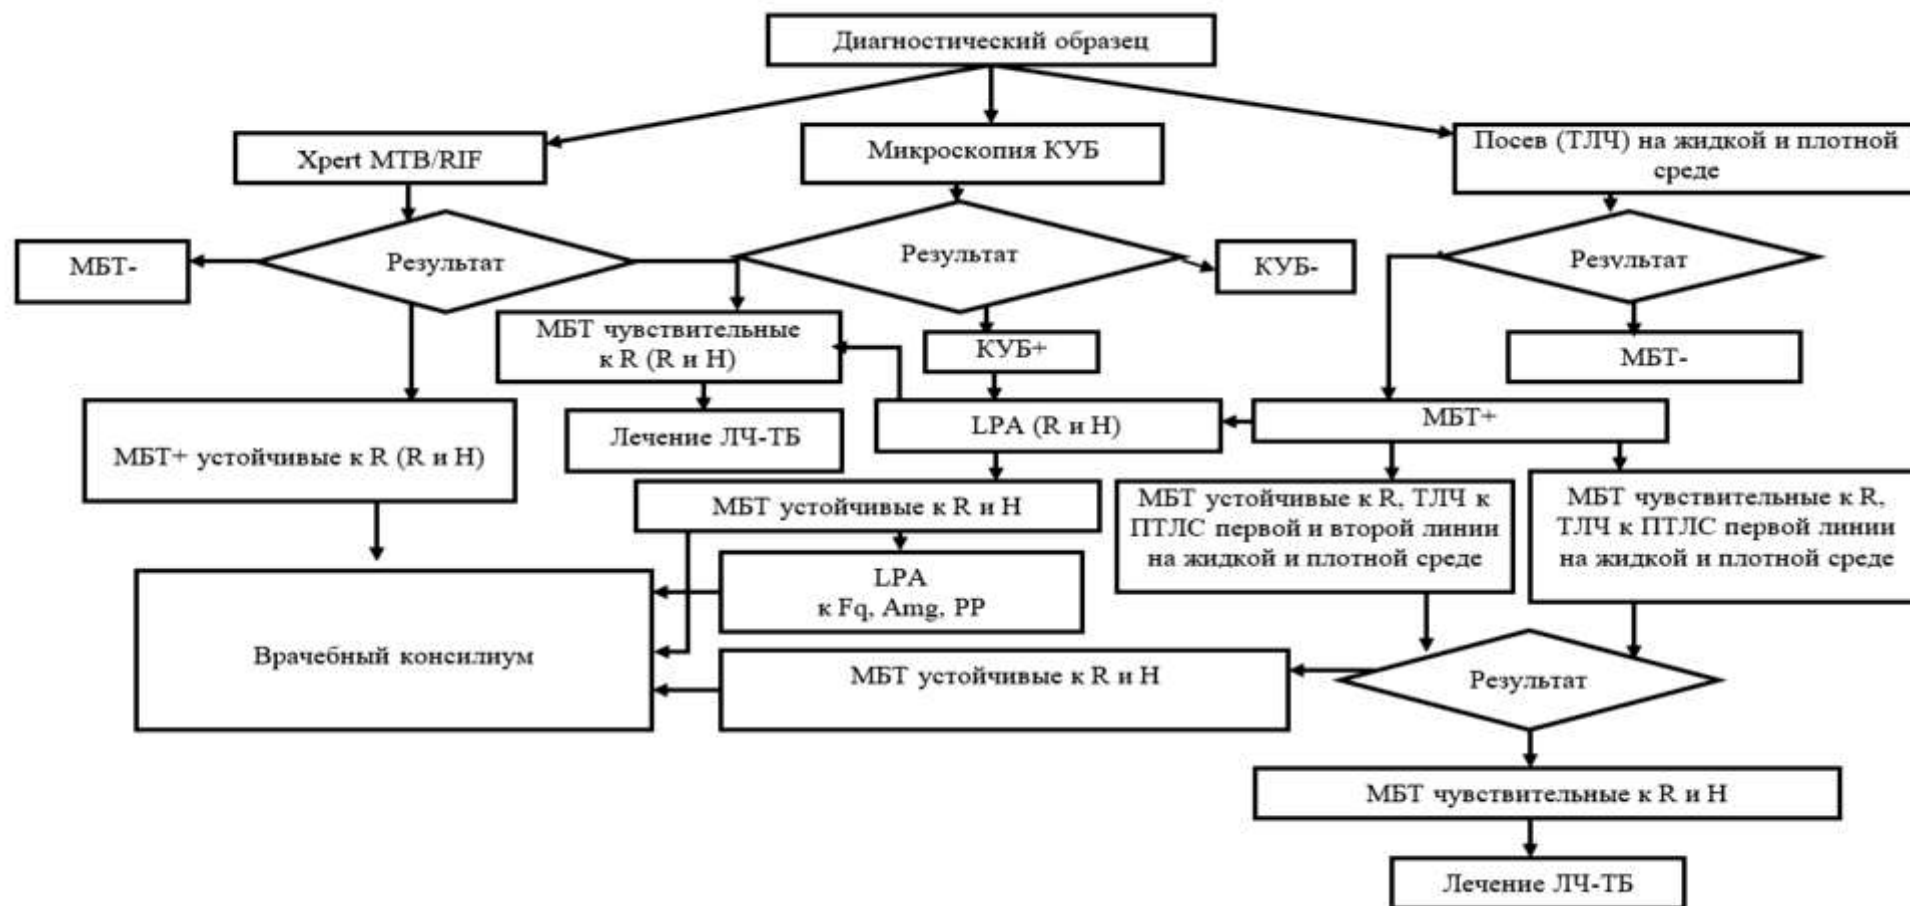 Диагностический образец
Xpert MTB/RIF
Микроскопия КУБ
Посев (ТЛЧ) на жидкой и плотной
среде
МБТ-
Результат
Результат
КУБ-
Результат
МБТ чувствительные
к R (R и H)
КУБ+
МБТ-
МБТ+ устойчивые к R (R и H)
Лечение ЛЧ-ТБ
LPA (R и H)
МБТ+
МБТ устойчивые к R и H
МБТ устойчивые к R, ТЛЧ к
ПТЛС первой и второй линии
на жидкой и плотной среде
МБТ чувствительные к R,
ТЛЧ к ПТЛС первой линии
на жидкой и плотной среде
LPA
к Fq, Amg, PP
Врачебный консилиум
МБТ устойчивые к R и H
Результат
МБТ чувствительные к R и H
Лечение ЛЧ-ТБ